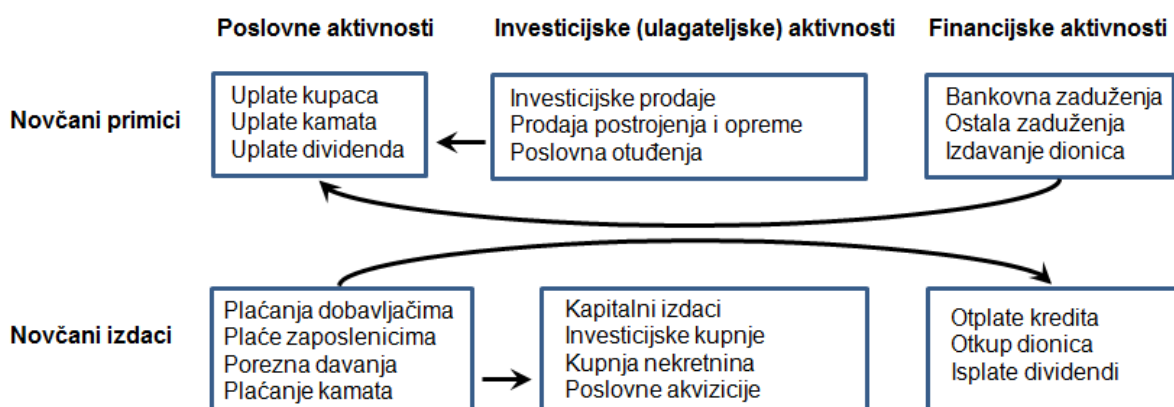 Poslovne aktivnosti
Investicijske (ulagateljske) aktivnosti
Financijske aktivnosti
Novčani primici
Uplate kupaca
Uplate kamata
Uplate dividenda
Investicijske prodaje
Prodaja postrojenja i opreme
Poslovna otuđenja
Bankovna zaduženja
Ostala zaduženja
Izdavanje dionica
Novčani izdaci
Plaćanja dobavljačima
Plaće zaposlenicima
Porezna davanja
Plaćanje kamata
Kapitalni izdaci
Investicijske kupnje
Kupnja nekretnina
Poslovne akvizicije
Otplate kredita
Otkup dionica
Isplate dividendi